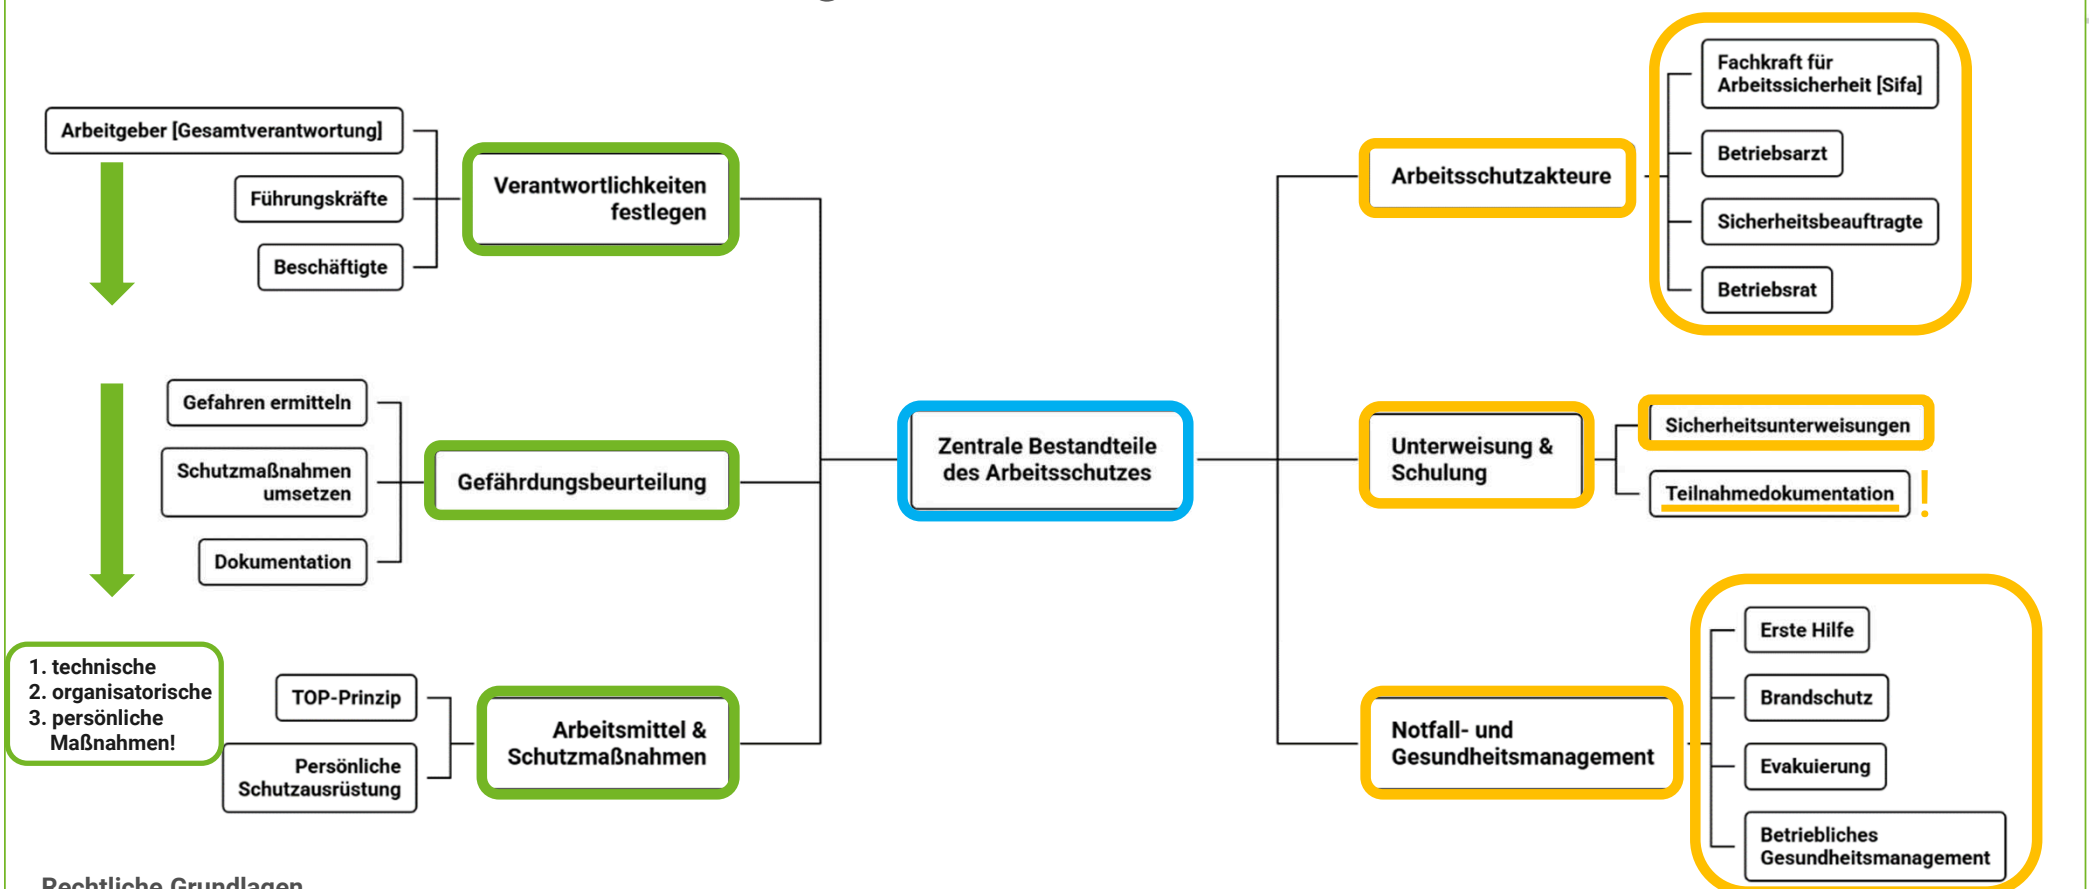 Arbeitgeber [Gesamtverantwortung]
Führungskräfte
Beschäftigte
Verantwortlichkeiten
festlegen
Gefahren ermitteln
Schutzmaßnahmen
umsetzen
Dokumentation
Gefährdungsbeurteilung
1. technische
2. organisatorische
3. persönliche
Maßnahmen!
TOP-Prinzip
Persönliche
Schutzausrüstung
Arbeitsmittel &
Schutzmaßnahmen
Zentrale Bestandteile
des Arbeitsschutzes
Arbeitsschutzakteure
Fachkraft für
Arbeitssicherheit [Sifa]
Betriebsarzt
Sicherheitsbeauftragte
Betriebsrat
Unterweisung &
Schulung
Sicherheitsunterweisungen
Teilnahmedokumentation !
Notfall- und
Gesundheitsmanagement
Erste Hilfe
Brandschutz
Evakuierung
Betriebliches
Gesundheitsmanagement
Rechtliche Grundlagen